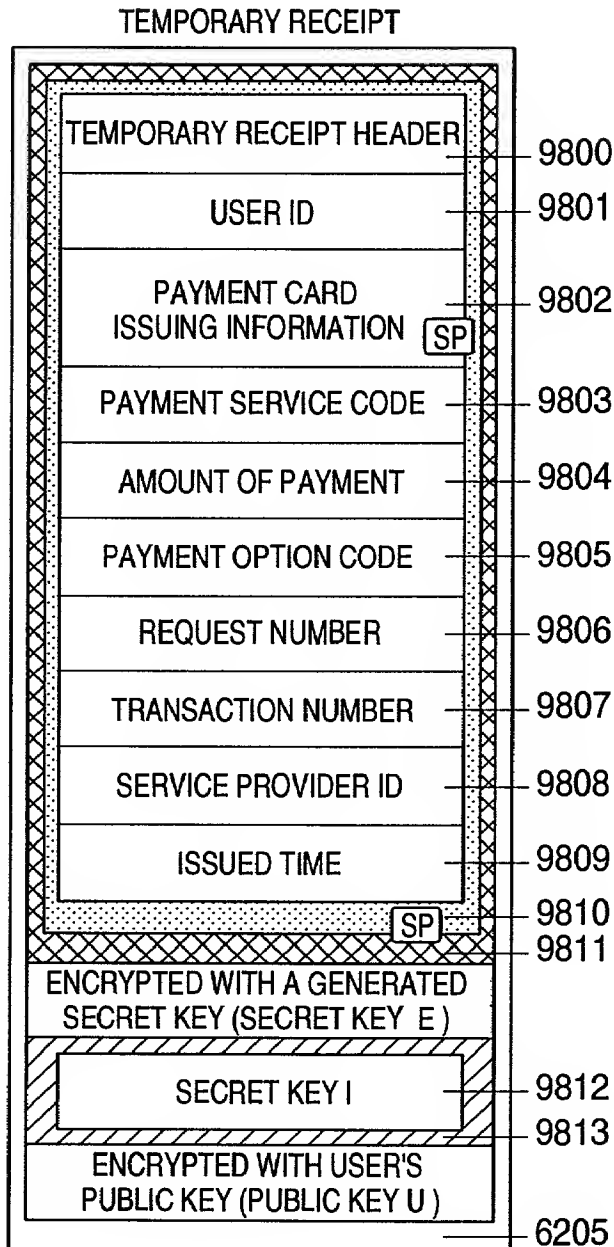 TEMPORARY RECEIPT
TEMPORARY RECEIPT HEADER
9800
USER ID
9801
PAYMENT CARD
9802
ISSUING INFORMATION
SP
PAYMENT SERVICE CODE
9803
AMOUNT OF PAYMENT
9804
PAYMENT OPTION CODE
9805
REQUEST NUMBER
9806
TRANSACTION NUMBER
9807
SERVICE PROVIDER ID
9808
ISSUED TIME
9809
SP
9810
9811
ENCRYPTED WITH A GENERATED
SECRET KEY (SECRET KEY E)
SECRET KEY I
9812
9813
ENCRYPTED WITH USER'S
PUBLIC KEY (PUBLIC KEY U)
6205